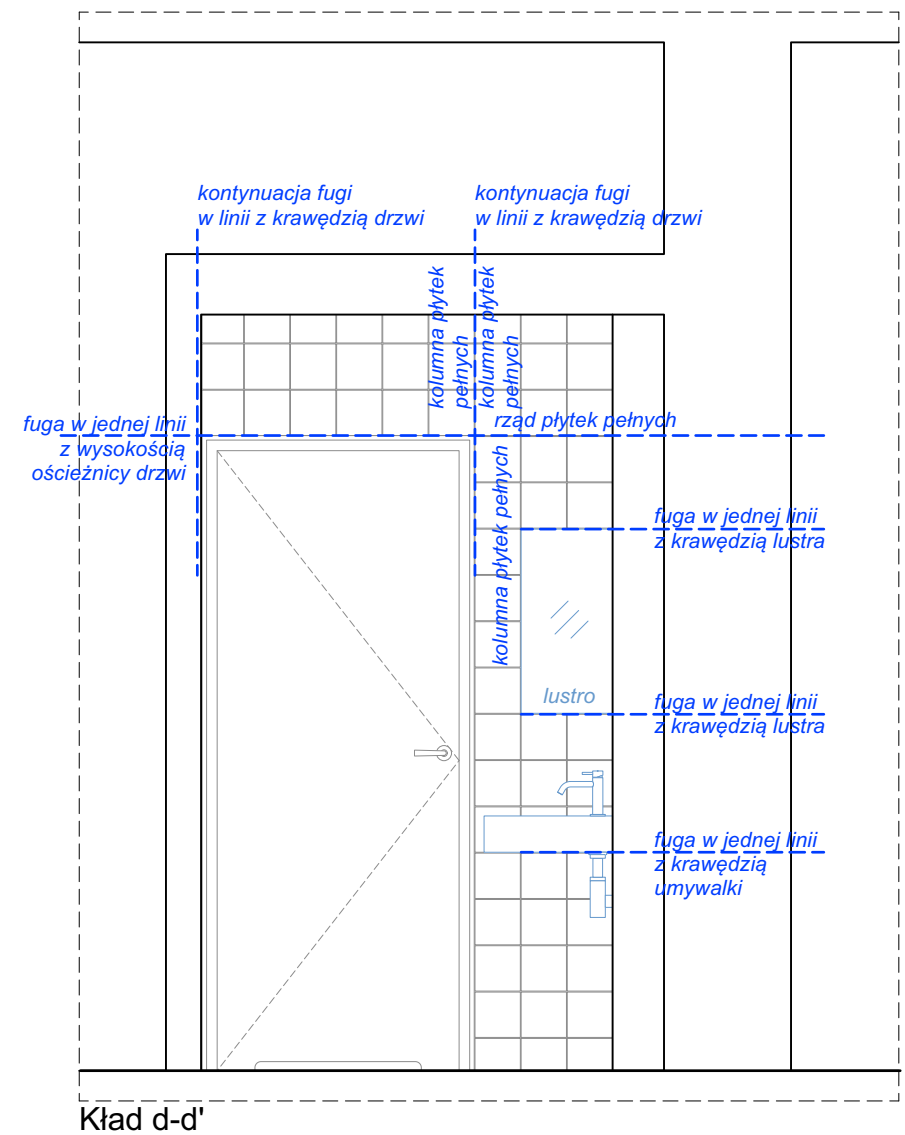 kontynuacja fugi
w linii z krawędzią drzwi
kontynuacja fugi
w linii z krawędzią drzwi
kolumna płytek
pełnych
kolumna płytek
pełnych
fuga w jednej linii
z wysokością
ościeżnicy drzwi
rząd płytek pełnych
kolumna płytek pełnych
fuga w jednej linii
z krawędzią lustra
lustro
fuga w jednej linii
z krawędzią lustra
fuga w jednej linii
z krawędzią
umywalki
Kład d-d'